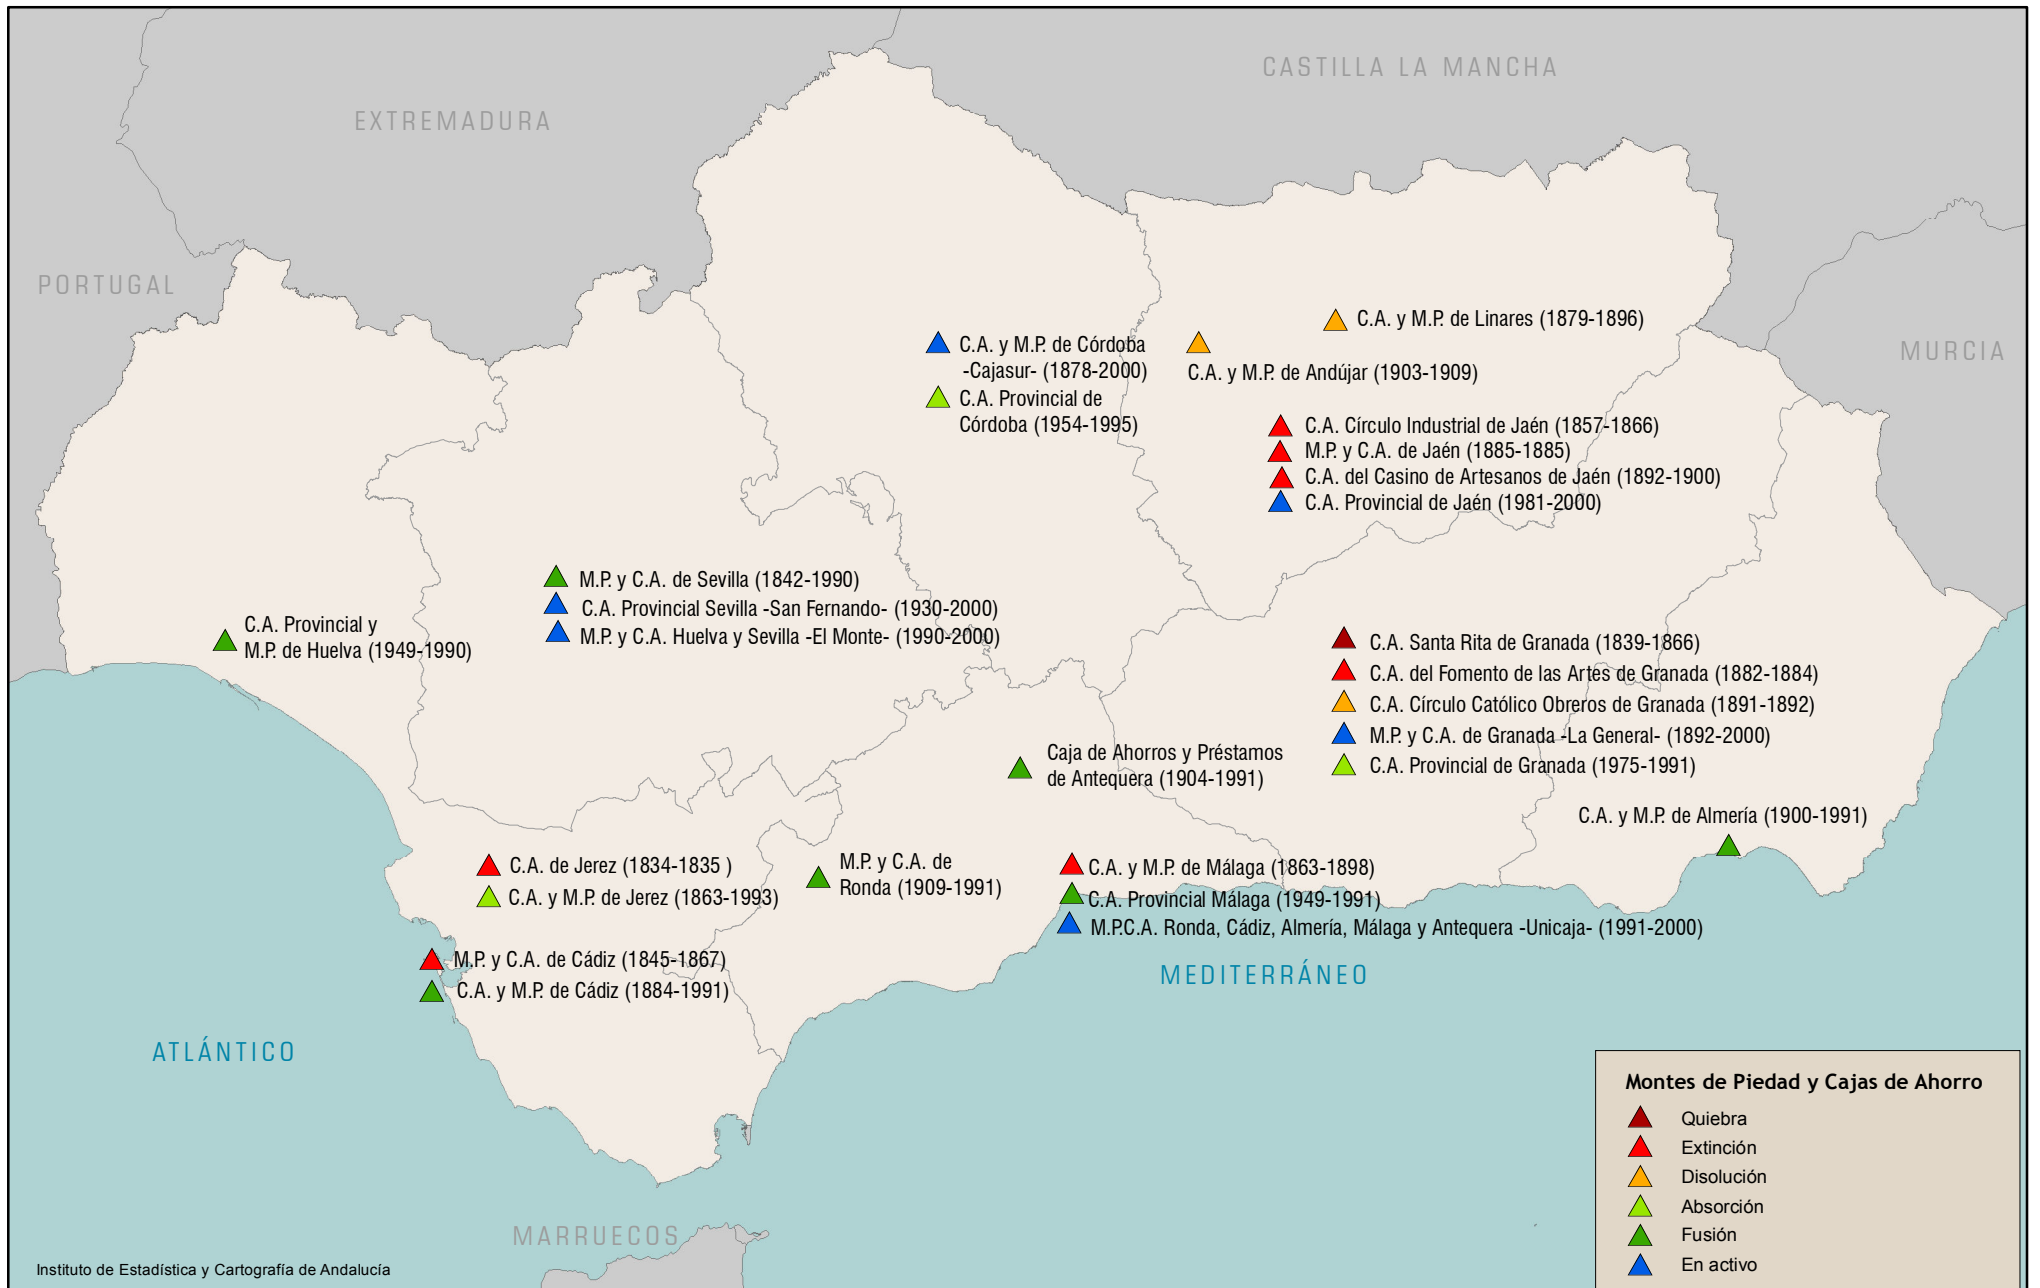 CASTILLA LA MANCHA
EXTREMADURA
PORTUGAL
MURCIA
C.A. y M.P. de Linares (1879-1896)
C.A. y M.P. de Córdoba
-Cajasur- (1878-2000)
C.A. Provincial de
Córdoba (1954-1995)
C.A. y M.P. de Andújar (1903-1909)
C.A. Círculo Industrial de Jaén (1857-1866)
M.P. y C.A. de Jaén (1885-1885)
C.A. del Casino de Artesanos de Jaén (1892-1900)
C.A. Provincial de Jaén (1981-2000)
M.P. y C.A. de Sevilla (1842-1990)
C.A. Provincial Sevilla -San Fernando- (1930-2000)
M.P. y C.A. Huelva y Sevilla -El Monte- (1990-2000)
C.A. Provincial y
M.P. de Huelva (1949-1990)
C.A. Santa Rita de Granada (1839-1866)
C.A. del Fomento de las Artes de Granada (1882-1884)
C.A. Círculo Católico Obreros de Granada (1891-1892)
M.P. y C.A. de Granada -La General- (1892-2000)
C.A. Provincial de Granada (1975-1991)
Caja de Ahorros y Préstamos
de Antequera (1904-1991)
C.A. y M.P. de Almería (1900-1991)
C.A. de Jerez (1834-1835 )
C.A. y M.P. de Jerez (1863-1993)
M.P. y C.A. de
Ronda (1909-1991)
C.A. y M.P. de Málaga (1863-1898)
C.A. Provincial Málaga (1949-1991)
M.P.C.A. Ronda, Cádiz, Almería, Málaga y Antequera -Unicaja- (1991-2000)
M.P. y C.A. de Cádiz (1845-1867)
C.A. y M.P. de Cádiz (1884-1991)
MEDITERRÁNEO
ATLÁNTICO
MARRUECOS
Montes de Piedad y Cajas de Ahorro
Quiebra
Extinción
Disolución
Absorción
Fusión
En activo
Instituto de Estadística y Cartografía de Andalucía